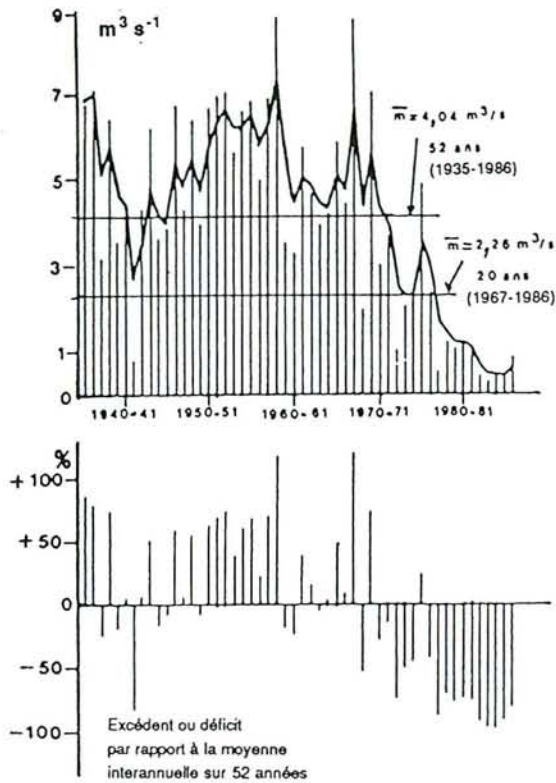 9
m³ s⁻¹
7
m̅ = 4,04 m³/s
52 ans
(1935-1986)
5
m̅ = 2,26 m³/s
3
20 ans
(1967-1986)
1
0
1940-41 1950-51 1960-61 1970-71 1980-81
%
+100
+50
0
-50
-100
Excédent ou déficit
par rapport à la moyenne
interannuelle sur 52 années